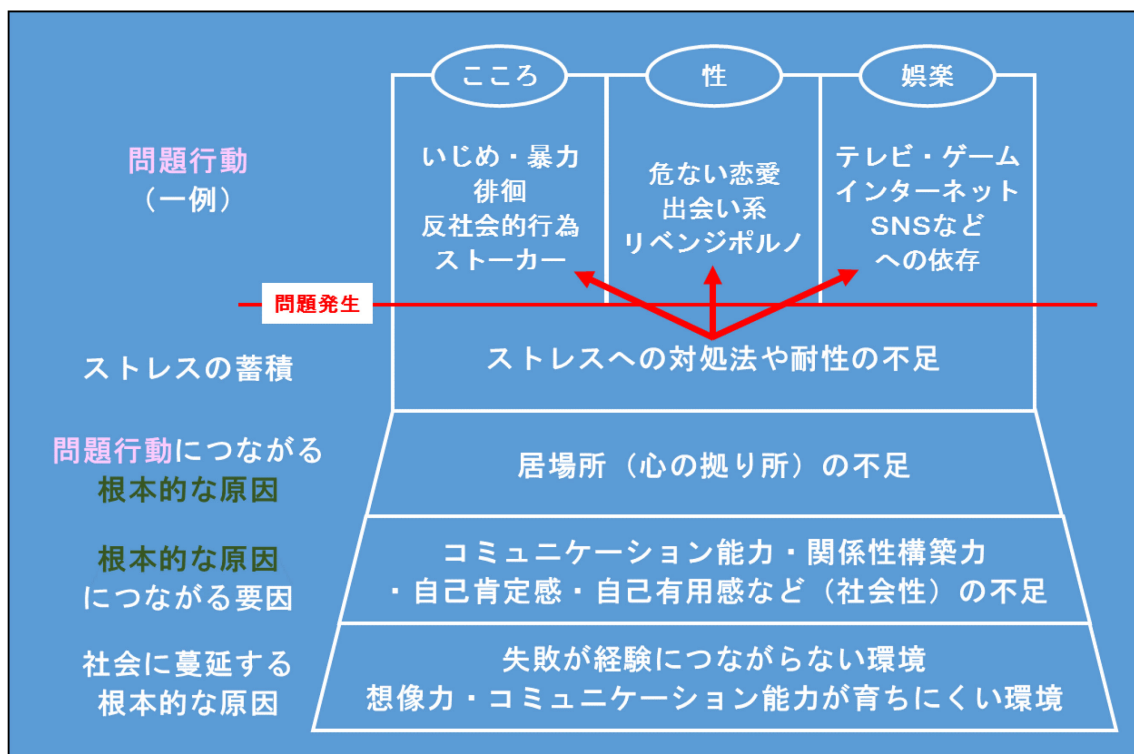 こころ
性
娯楽
問題行動
（一例）
いじめ・暴力
徘徊
反社会的行為
ストーカー
危ない恋愛
出会い系
リベンジポルノ
テレビ・ゲーム
インターネット
SNSなど
への依存
問題発生
ストレスの蓄積
ストレスへの対処法や耐性の不足
問題行動につながる
根本的な原因
居場所（心の拠り所）の不足
根本的な原因
につながる要因
コミュニケーション能力・関係性構築力
・自己肯定感・自己有用感など（社会性）の不足
社会に蔓延する
根本的な原因
失敗が経験につながらない環境
想像力・コミュニケーション能力が育ちにくい環境